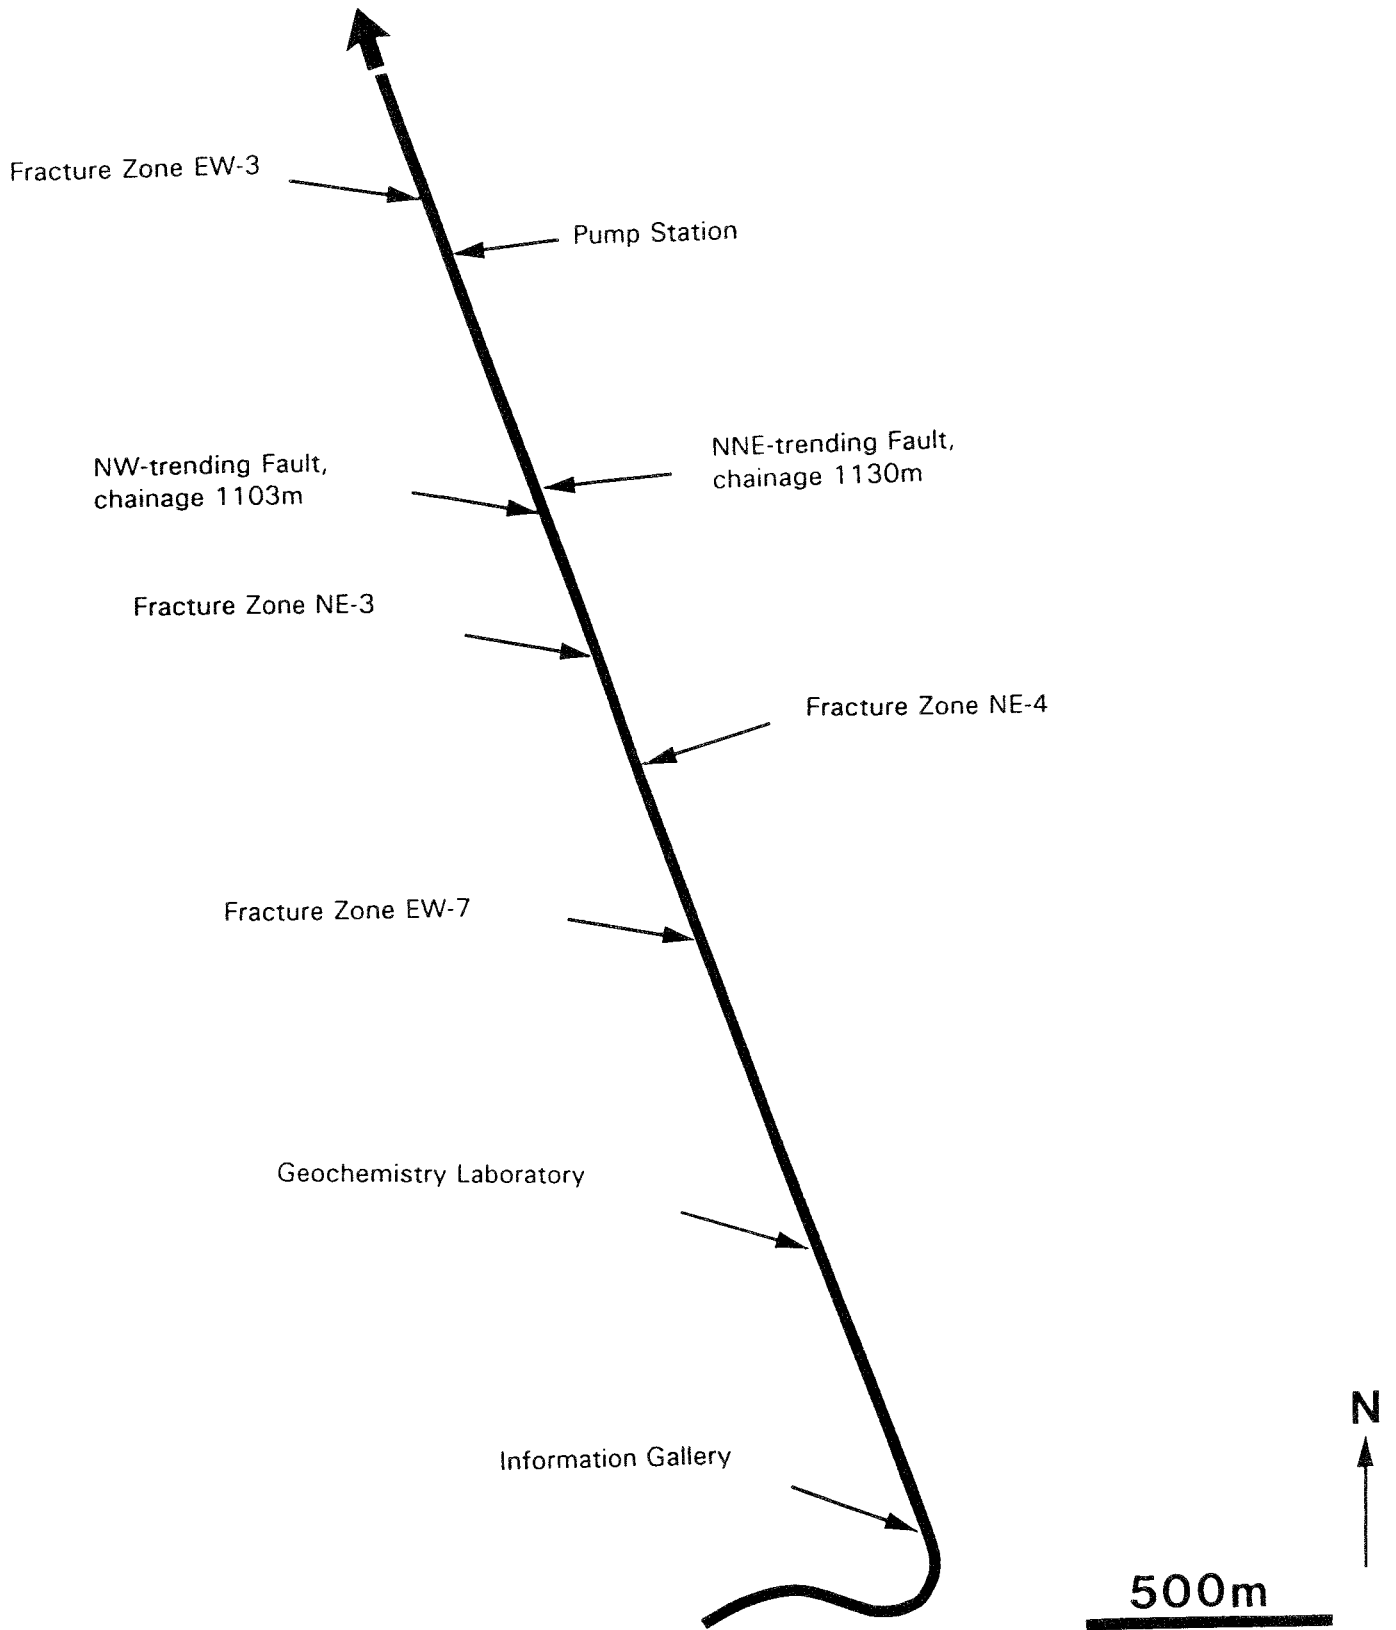 Fracture Zone EW-3
Pump Station
NW-trending Fault,
chainage 1103m
NNE-trending Fault,
chainage 1130m
Fracture Zone NE-3
Fracture Zone NE-4
Fracture Zone EW-7
Geochemistry Laboratory
Information Gallery
N
500m